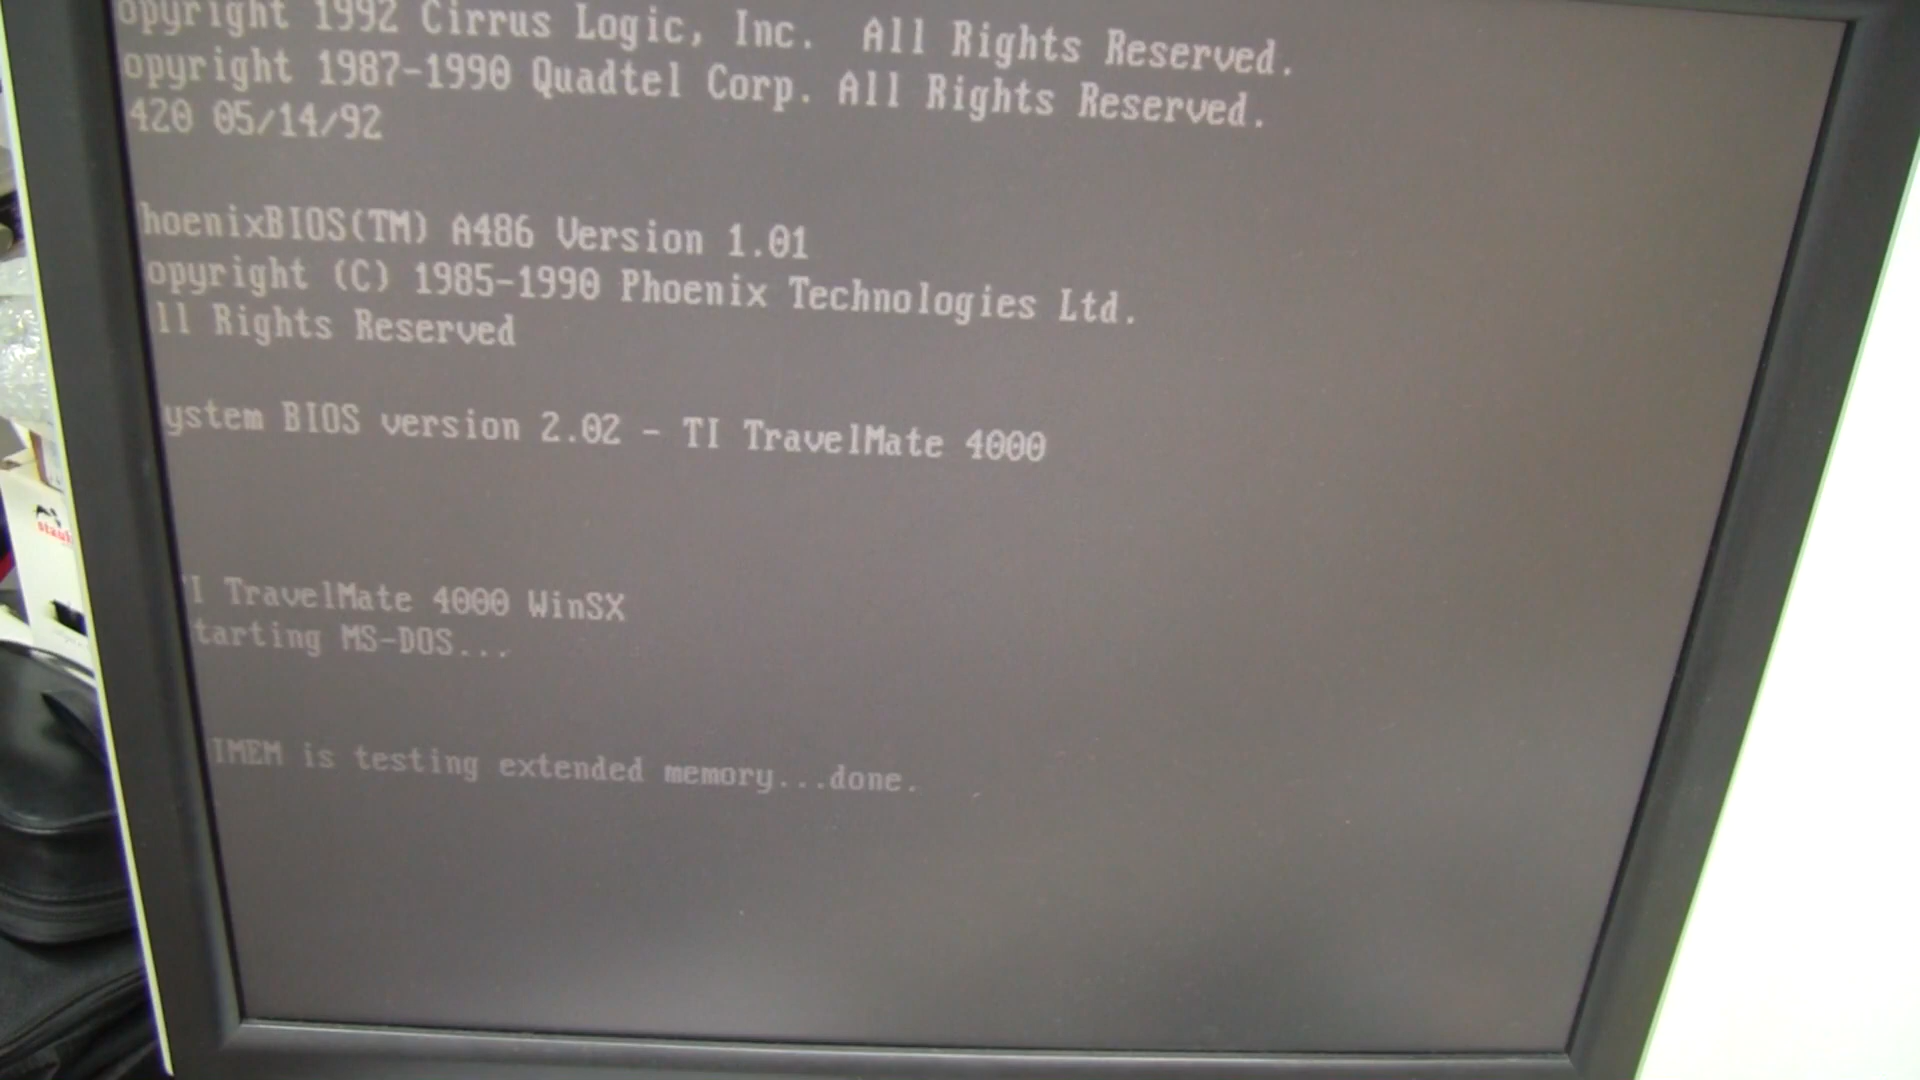 opyright 1992 Cirrus Logic, Inc.  All Rights Reserved.
opyright 1987-1990 Quadtel Corp. All Rights Reserved.
420 05/14/92
hoenixBIOS(TM) A486 Version 1.01
opyright (C) 1985-1990 Phoenix Technologies Ltd.
ll Rights Reserved
ystem BIOS version 2.02 - TI TravelMate 4000
I TravelMate 4000 WinSX
tarting MS-DOS...
IMEM is testing extended memory...done.